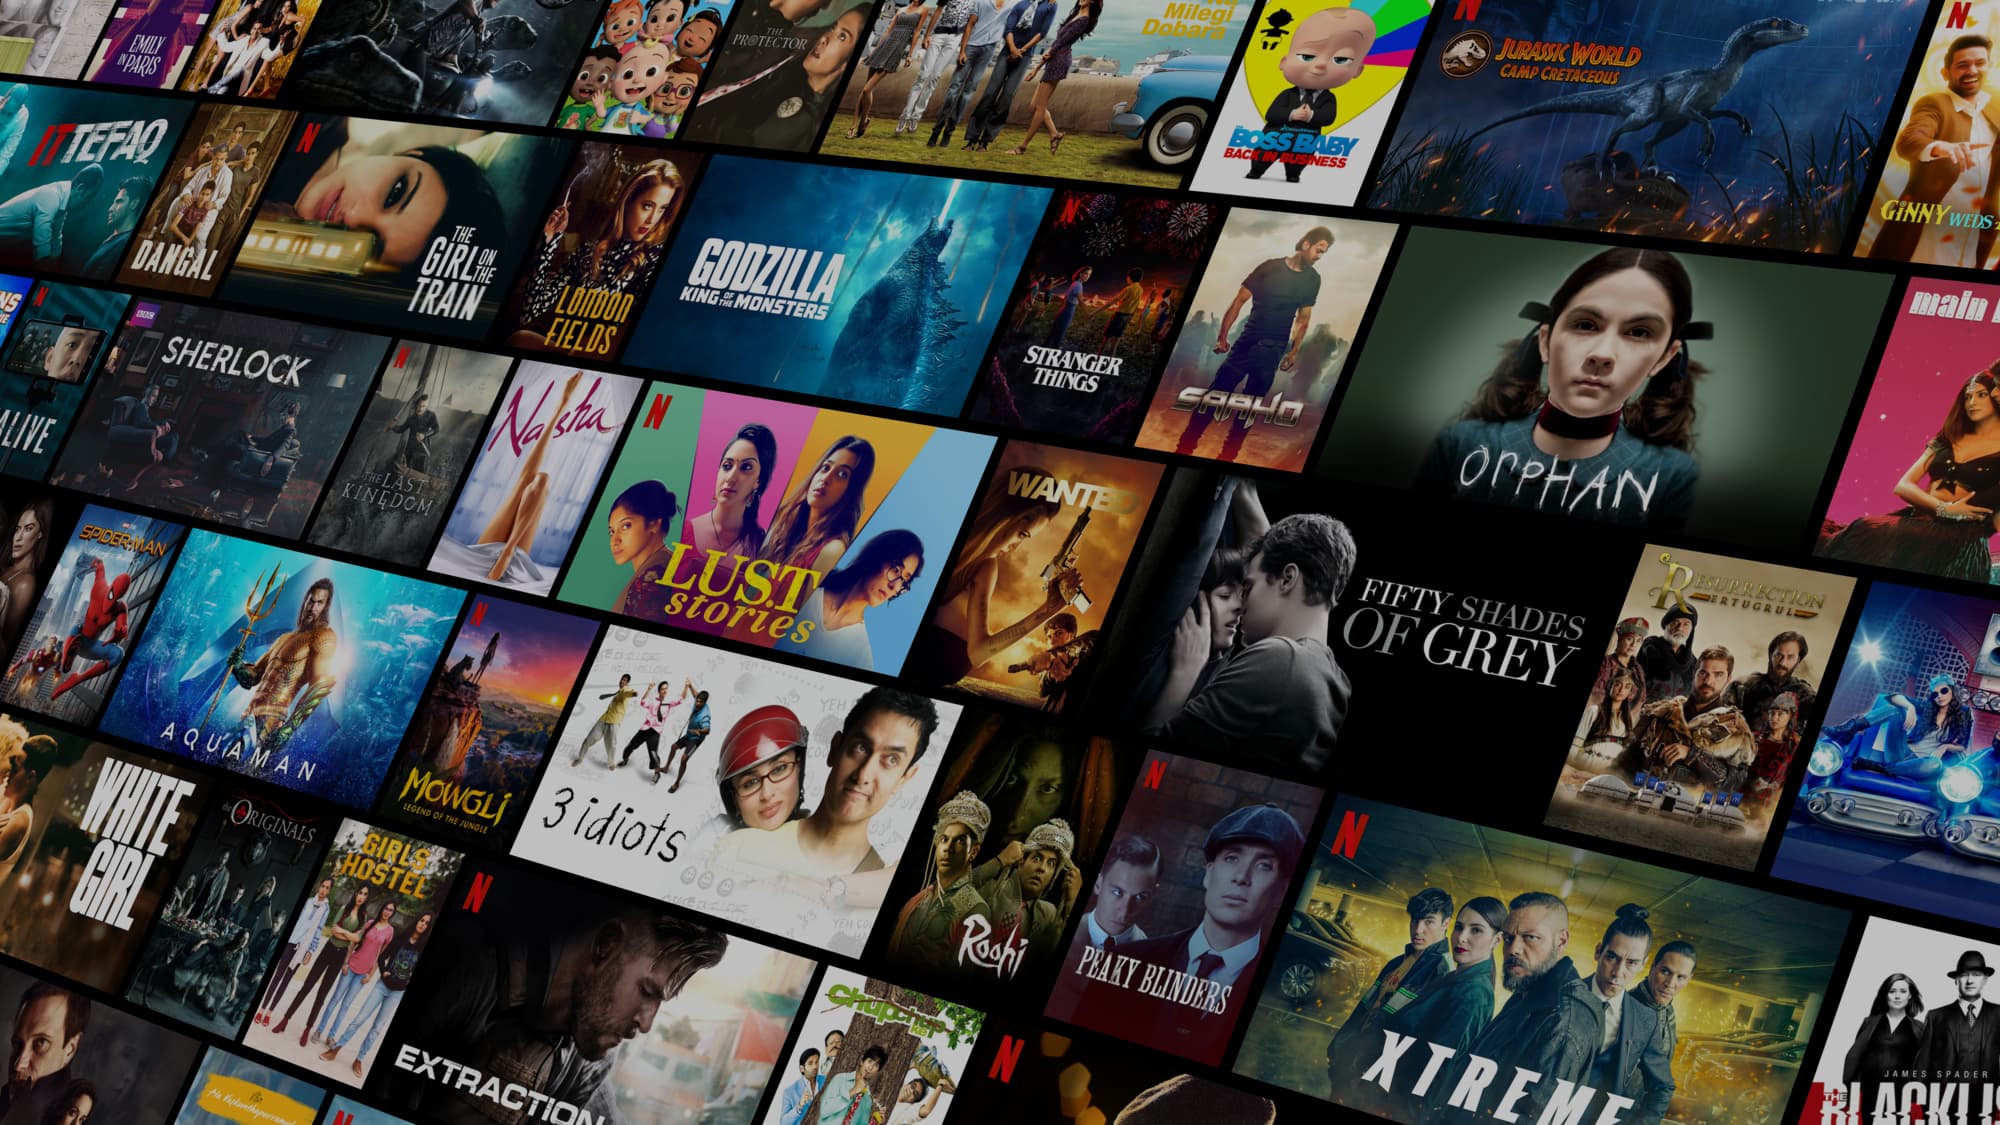 EMILY
IN PARIS
THE
PROTECTOR
Milegi
Dobara
BOSS BABY
BACK IN BUSINESS
N
JURASSIC WORLD
CAMP CRETACEOUS
N
GINNY WEDS
ITTEFAQ
DANGAL
N
THE
GIRL ON
THE
TRAIN
LONDON
FIELDS
GODZILLA
KING OF THE MONSTERS
N
STRANGER
THINGS
SAAHO
ORPHAN
main
N
ALIVE
BBC
SHERLOCK
N
THE LAST
KINGDOM
Nasha
N
LUST
stories
WANTED
FIFTY SHADES
OF GREY
RESURRECTION
ERTUGRUL
SPIDER-MAN
AQUAMAN
N
MOWGLI
LEGEND OF THE JUNGLE
3 idiots
Roohi
N
PEAKY BLINDERS
N
XTREME
JAMES SPADER
THE
BLACKLIS
WHITE
GIRL
the
ORIGINALS
GIRLS
HOSTEL
N
EXTRACTION
Chupchap
N
N